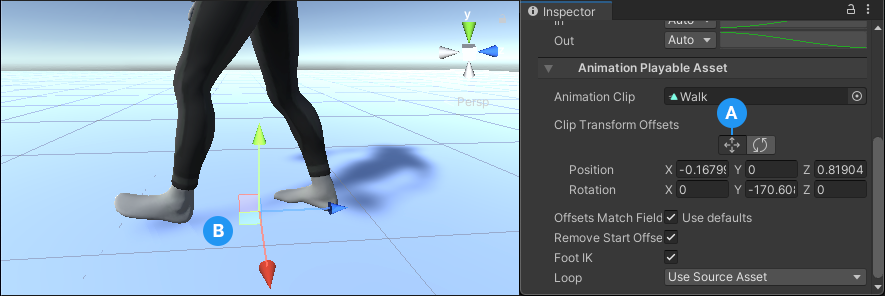 y
Persp
B
Inspector
In
Auto
Out
Auto
Animation Playable Asset
Animation Clip
Walk
A
Clip Transform Offsets
Position X -0.16799 Y 0 Z 0.81904
Rotation X 0 Y -170.608 Z 0
Offsets Match Field Use defaults
Remove Start Offse
Foot IK
Loop Use Source Asset